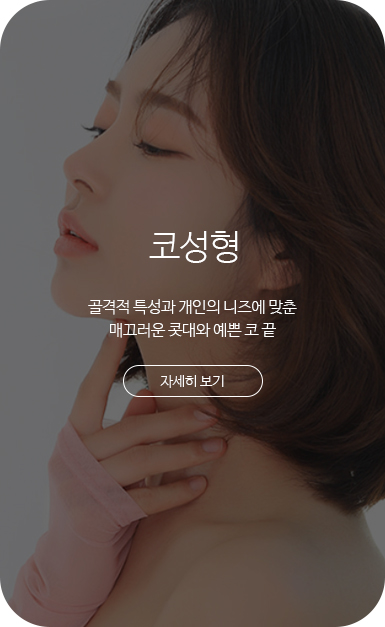 코성형
골격적 특성과 개인의 니즈에 맞춘
매끄러운 콧대와 예쁜 코 끝
자세히 보기